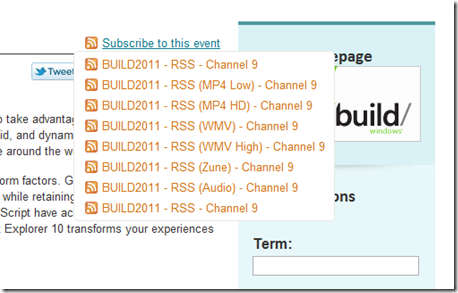 Subscribe to this event
Tweet
BUILD2011 - RSS - Channel 9
BUILD2011 - RSS (MP4 Low) - Channel 9
BUILD2011 - RSS (MP4 HD) - Channel 9
BUILD2011 - RSS (WMV) - Channel 9
BUILD2011 - RSS (WMV High) - Channel 9
BUILD2011 - RSS (Zune) - Channel 9
BUILD2011 - RSS (Audio) - Channel 9
BUILD2011 - RSS - Channel 9
take advantag
id, and dynam
around the w
orm factors. G
while retaining
Script have ac
Explorer 10 transforms your experiences
epage
/build/
windows
ons
Term: